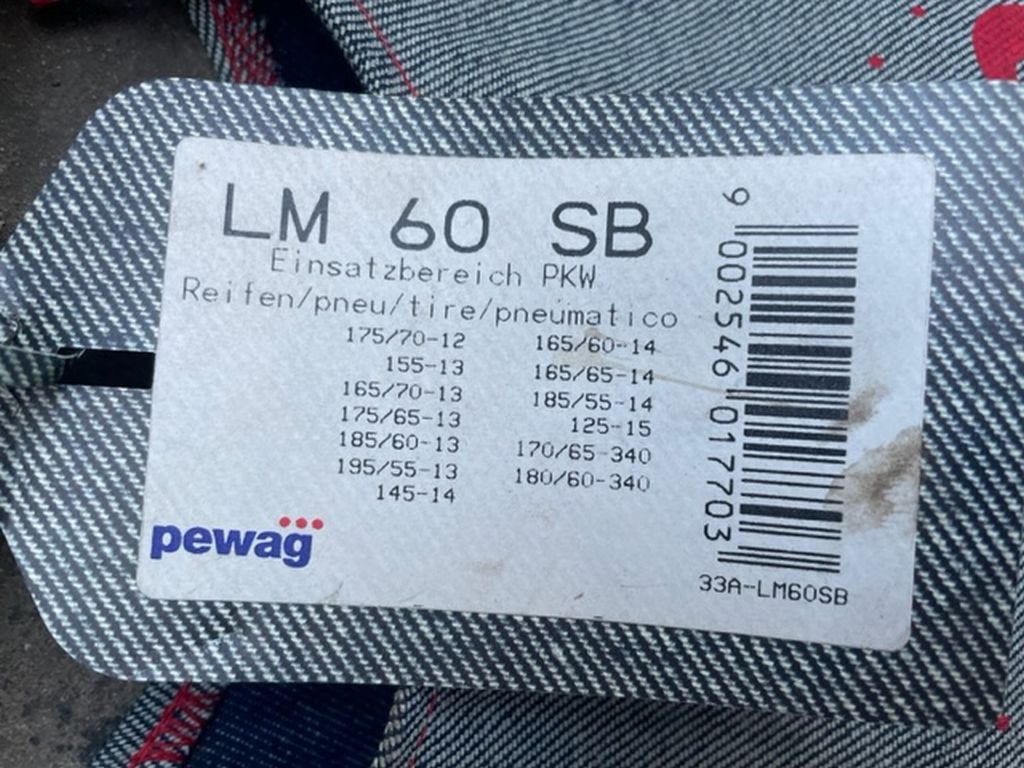 LM 60 SB
Einsatzbereich PKW
Reifen/pneu/tire/pneumatico
175/70-12
155-13
165/70-13
175/65-13
185/60-13
195/55-13
145-14
165/60-14
165/65-14
185/55-14
125-15
170/65-340
180/60-340
pewag
9 002546 017703
33A-LM60SB